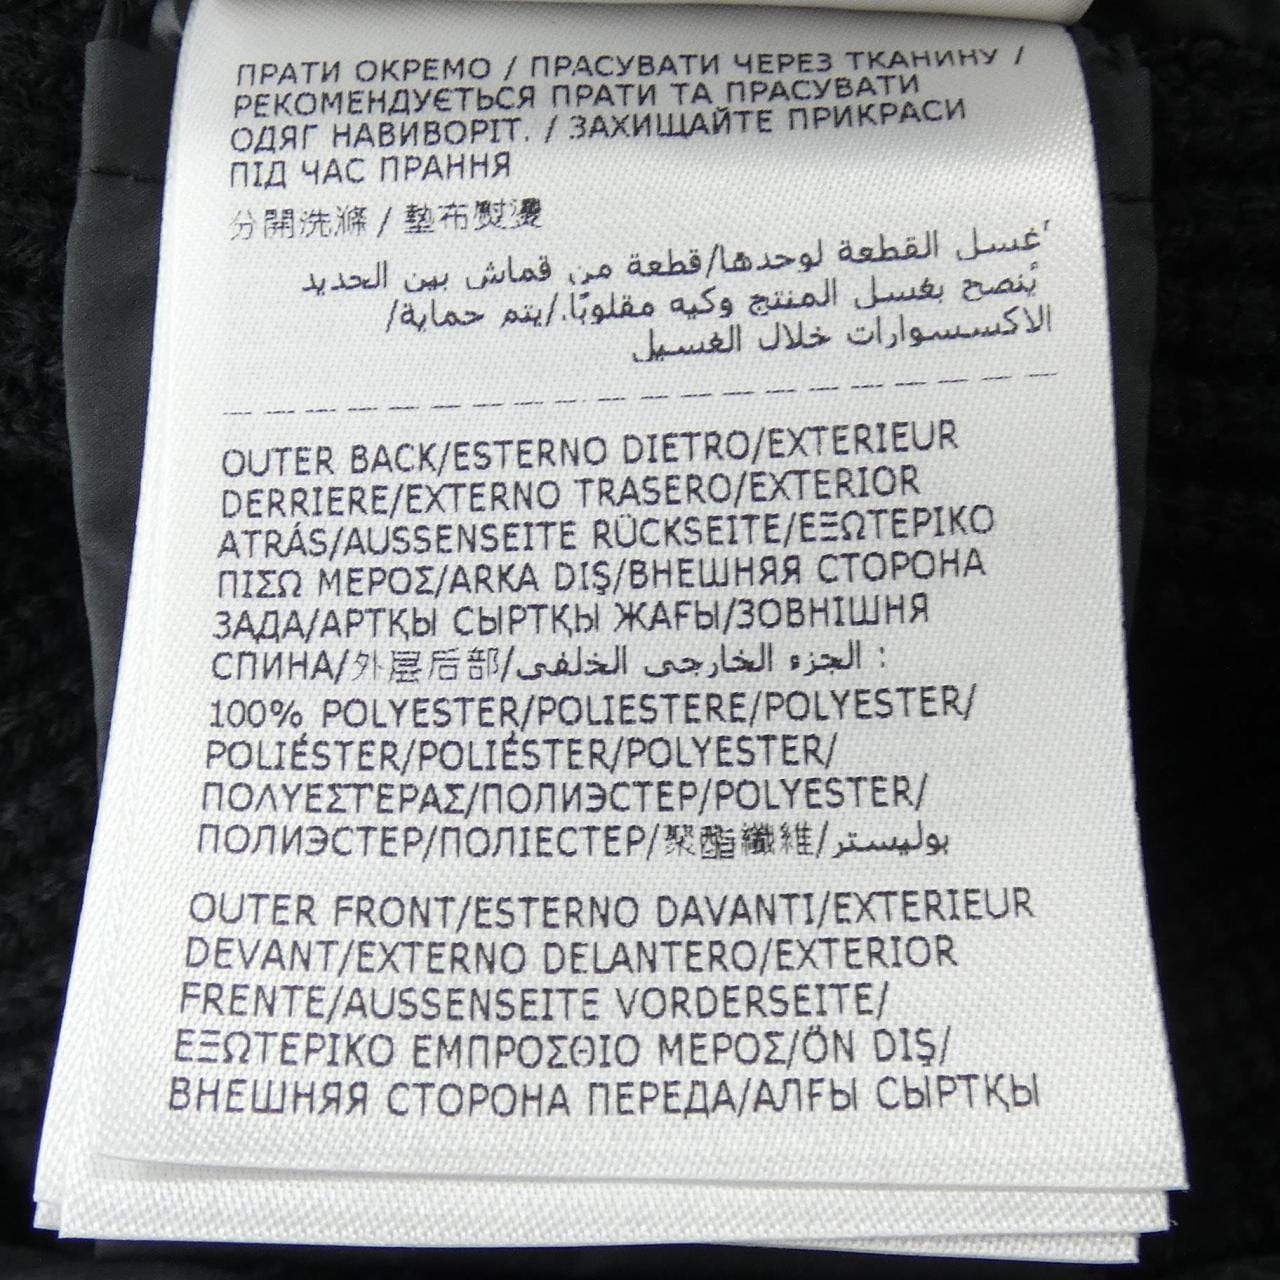 ПРАТИ ОКРЕМО / ПРАСУВАТИ ЧЕРЕЗ ТКАНИНУ /
РЕКОМЕНДУЄТЬСЯ ПРАТИ ТА ПРАСУВАТИ
ОДЯГ НАВИВОРІТ. / ЗАХИЩАЙТЕ ПРИКРАСИ
ПІД ЧАС ПРАННЯ
分開洗滌 / 墊布熨燙
غسل القطعة لوحدها/قطعة من قماش بين الحديد
يُنصح بغسل المنتج وكيه مقلوبًا./يتم حماية/
الاكسسوارات خلال الغسيل
OUTER BACK/ESTERNO DIETRO/EXTERIEUR
DERRIERE/EXTERNO TRASERO/EXTERIOR
ATRÁS/AUSSENSEITE RÜCKSEITE/ΕΞΩΤΕΡΙΚΟ
ΠΙΣΩ ΜΕΡΟΣ/ARKA DIŞ/ВНЕШНЯЯ СТОРОНА
ЗАДА/АРТҚЫ СЫРТҚЫ ЖАҒЫ/ЗОВНІШНЯ
СПИНА/外层后部/الجزء الخارجى الخلفى :
100% POLYESTER/POLIESTERE/POLYESTER/
POLIÉSTER/POLIÉSTER/POLYESTER/
ΠΟΛΥΕΣΤΕΡΑΣ/ПОЛИЭСТЕР/POLYESTER/
ПОЛИЭСТЕР/ПОЛІЕСТЕР/聚酯纖維/بوليستر
OUTER FRONT/ESTERNO DAVANTI/EXTERIEUR
DEVANT/EXTERNO DELANTERO/EXTERIOR
FRENTE/AUSSENSEITE VORDERSEITE/
ΕΞΩΤΕΡΙΚΟ ΕΜΠΡΟΣΘΙΟ ΜΕΡΟΣ/ÖN DIŞ/
ВНЕШНЯЯ СТОРОНА ПЕРЕДА/АЛҒЫ СЫРТҚЫ